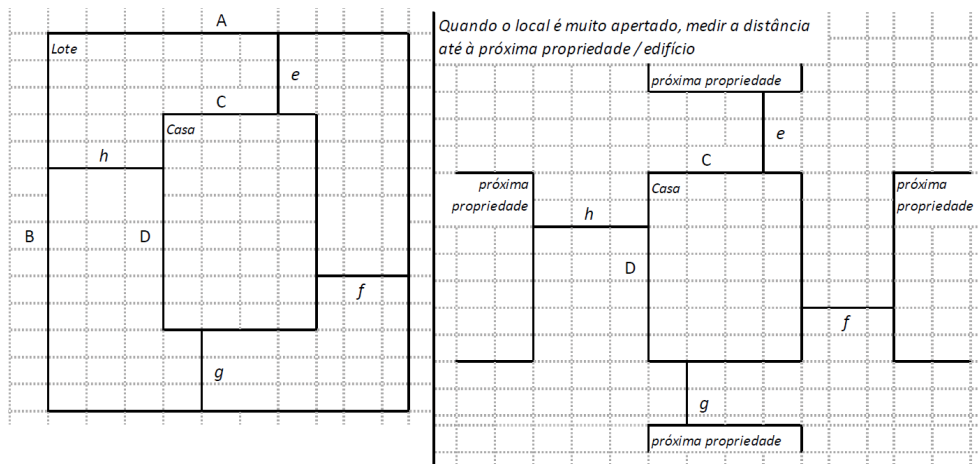 A
Lote
e
C
Casa
h
B
D
f
g
Quando o local é muito apertado, medir a distância
até à próxima propriedade / edifício
próxima propriedade
e
C
próxima
propriedade
Casa
próxima
propriedade
h
D
f
g
próxima propriedade